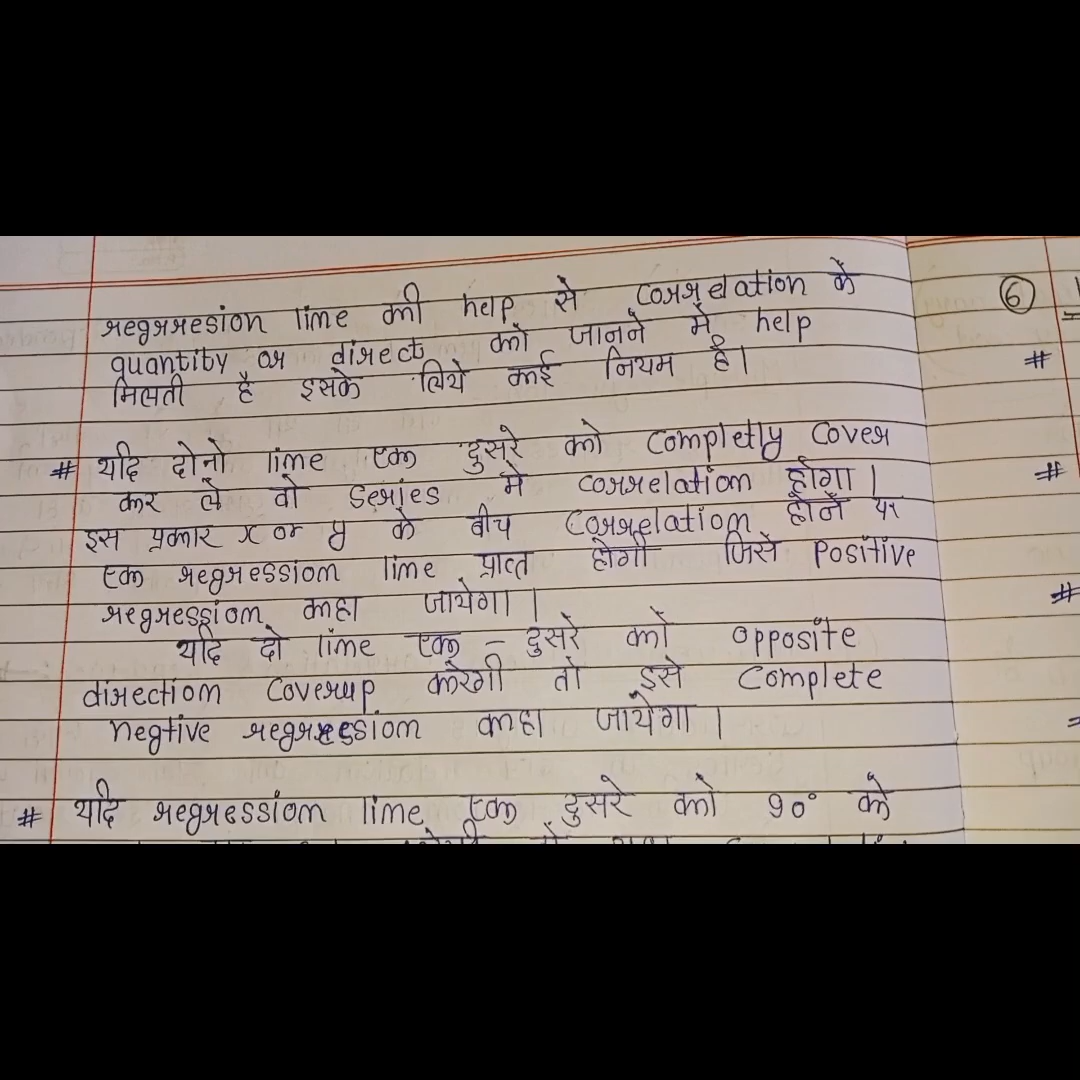 regrresion line की help से correlation के
quantity or direct को जानने में help
मिलती है इसके लिये कई नियम है।
# यदि दोनो line एक दुसरे को completly cover
कर ले वो series मे correlation होगा।
इस प्रकार x or y के बीच correlation होने पर
एक regression line प्राप्त होगी जिसे positive
regression कहा जायेगा।
यदि दो line एक - दुसरे को opposite
direction coverup करेगी तो इसे complete
negtive regression कहा जायेगा।
# यदि regression line एक दुसरे को 90° के
6
#
#
#